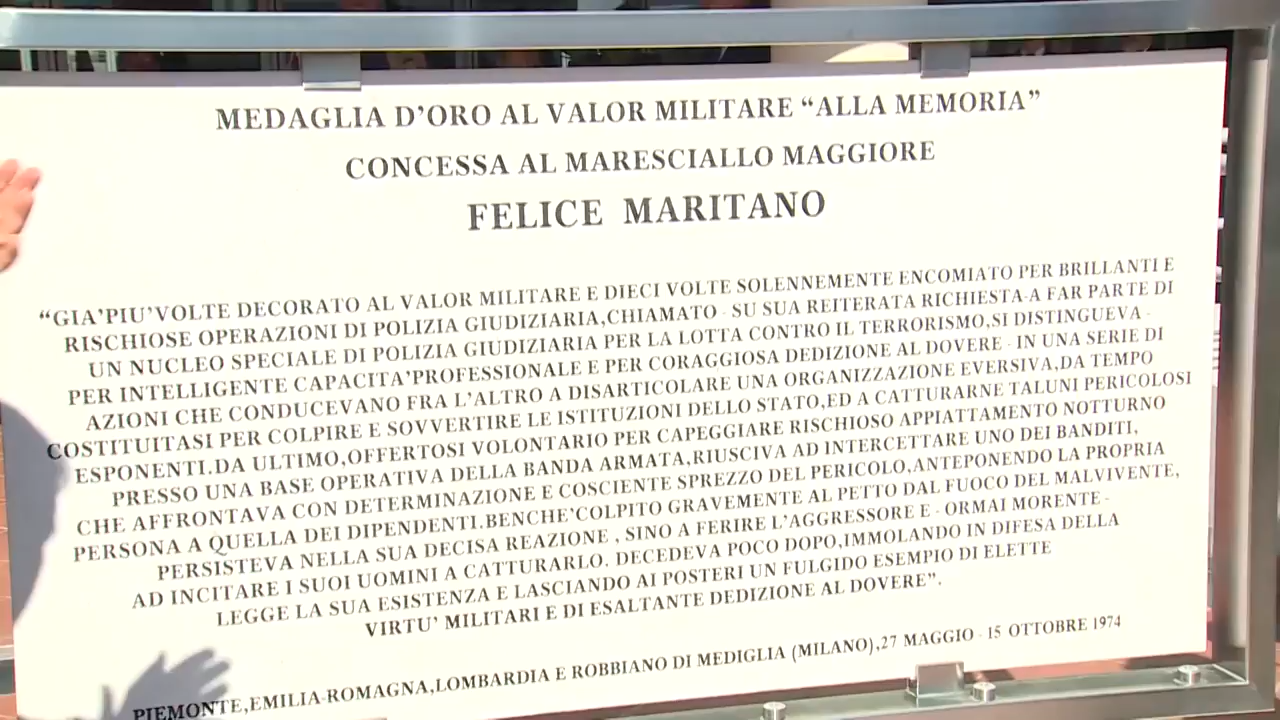 MEDAGLIA D'ORO AL VALOR MILITARE “ALLA MEMORIA”
CONCESSA AL MARESCIALLO MAGGIORE
FELICE MARITANO
“GIA'PIU'VOLTE DECORATO AL VALOR MILITARE E DIECI VOLTE SOLENNEMENTE ENCOMIATO PER BRILLANTI E
RISCHIOSE OPERAZIONI DI POLIZIA GIUDIZIARIA,CHIAMATO - SU SUA REITERATA RICHIESTA-A FAR PARTE DI
UN NUCLEO SPECIALE DI POLIZIA GIUDIZIARIA PER LA LOTTA CONTRO IL TERRORISMO,SI DISTINGUEVA -
PER INTELLIGENTE CAPACITA'PROFESSIONALE E PER CORAGGIOSA DEDIZIONE AL DOVERE - IN UNA SERIE DI
AZIONI CHE CONDUCEVANO FRA L'ALTRO A DISARTICOLARE UNA ORGANIZZAZIONE EVERSIVA,DA TEMPO
COSTITUITASI PER COLPIRE E SOVVERTIRE LE ISTITUZIONI DELLO STATO,ED A CATTURARNE TALUNI PERICOLOSI
ESPONENTI.DA ULTIMO,OFFERTOSI VOLONTARIO PER CAPEGGIARE RISCHIOSO APPIATTAMENTO NOTTURNO
PRESSO UNA BASE OPERATIVA DELLA BANDA ARMATA,RIUSCIVA AD INTERCETTARE UNO DEI BANDITI,
CHE AFFRONTAVA CON DETERMINAZIONE E COSCIENTE SPREZZO DEL PERICOLO,ANTEPONENDO LA PROPRIA
PERSONA A QUELLA DEI DIPENDENTI.BENCHE'COLPITO GRAVEMENTE AL PETTO DAL FUOCO DEL MALVIVENTE,
PERSISTEVA NELLA SUA DECISA REAZIONE , SINO A FERIRE L'AGGRESSORE E - ORMAI MORENTE -
AD INCITARE I SUOI UOMINI A CATTURARLO. DECEDEVA POCO DOPO,IMMOLANDO IN DIFESA DELLA
LEGGE LA SUA ESISTENZA E LASCIANDO AI POSTERI UN FULGIDO ESEMPIO DI ELETTE
VIRTU' MILITARI E DI ESALTANTE DEDIZIONE AL DOVERE”.
PIEMONTE,EMILIA-ROMAGNA,LOMBARDIA E ROBBIANO DI MEDIGLIA (MILANO),27 MAGGIO - 15 OTTOBRE 1974